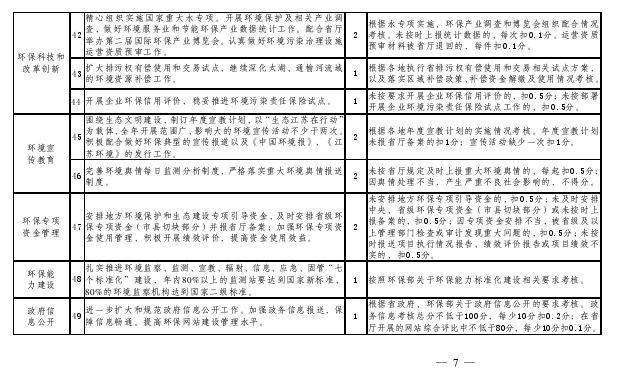 环保科技和
改革创新
42
精心组织实施国家重大水专项。开展环境保护及相关产业调
查，做好环境服务业和节能环保产业数据统计工作。配合省厅
举办第二届国际环保产业博览会。认真做好环境污染治理设施
运营资质预审工作。
2
根据水专项实施、环保产业调查和博览会组织配合情况
考核。未按时上报统计数据的，每次扣0.1分。运营资质
预审材料被省厅退回的，每件扣0.1分。
43
扩大排污权有偿使用和交易试点，继续深化太湖、通榆河流域
的环境资源补偿工作。
1
根据各地执行省排污权有偿使用和交易相关试点方案，
以及落实区域补偿政策、补偿资金解缴及使用情况考核。
44
开展企业环保信用评价、稳妥推进环境污染责任保险试点。
1
未按要求开展企业环保信用评价的，扣0.5分；未按部署
开展企业环境污染责任保险试点工作的，扣0.5分。
环境宣
传教育
45
围绕生态文明建设，制订年度宣教计划，以“生态江苏在行动”
为载体，全年开展范围广、影响大的环境宣传活动不少于两次。
积极配合做好环保典型的宣传报道以及《中国环境报》、《江
苏环境》的发行工作。
2
根据各地年度宣教计划的实施情况考核。年度宣教计划
未报省厅备案的扣1分；宣传活动缺少一次扣1分。
46
完善环境舆情每日监测分析制度，严格落实重大环境舆情报送
制度。
2
未按省厅规定及时上报重大环境舆情的，每起扣0.5分；
因舆情处理不当，产生严重不良社会影响的，不得分。
环保专项
资金管理
47
安排地方环境保护和生态建设专项引导资金，及时安排省级环
保专项资金（市县切块部分）并报省厅备案；加强环保专项资
金使用管理，积极开展绩效评价，提高资金使用效益。
2
未安排地方环保专项引导资金的，扣0.5分；未及时安排
中央、省级环保专项资金（市县切块部分）或未按时上
报备案的，扣0.5分；因专项资金安排不当，被省级及以
上管理部门检查或审计发现重大问题的，扣0.5分；未按
时报送项目执行情况报告、绩效评价报告或项目绩效不
实的，扣0.5分。
环保能
力建设
48
扎实推进环境监察、监测、宣教、辐射、信息、应急、固管“七
个标准化”建设，年内80%以上的监测站要达到国家新标准，
80%的环境监察机构达到国家二级标准。
1
按照环保部关于环保能力标准化建设相关要求考核。
政府信
息公开
49
进一步扩大和规范政府信息公开工作。加强政务信息报送，保
障信息畅通。提高环保网站建设管理水平。
1
根据省政府、环保部关于政府信息公开的要求考核。政
务信息考核总分不低于100分，每少10分扣0.2分；在省
厅开展的网站综合评比中不低于80分，每少10分扣0.1分。
— 7 —